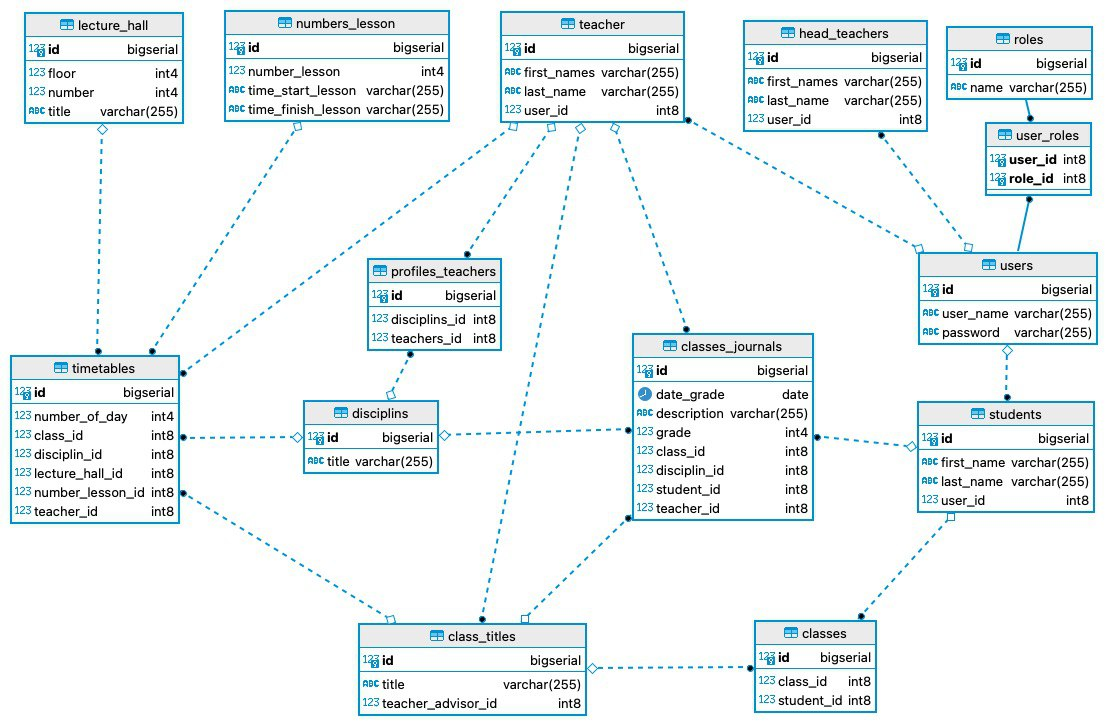 lecture_hall
123 id bigserial
123 floor int4
123 number int4
ABC title varchar(255)
numbers_lesson
123 id bigserial
123 number_lesson int4
ABC time_start_lesson varchar(255)
ABC time_finish_lesson varchar(255)
teacher
123 id bigserial
ABC first_names varchar(255)
ABC last_name varchar(255)
123 user_id int8
head_teachers
123 id bigserial
ABC first_names varchar(255)
ABC last_name varchar(255)
123 user_id int8
roles
123 id bigserial
ABC name varchar(255)
user_roles
123 user_id int8
123 role_id int8
profiles_teachers
123 id bigserial
123 disciplins_id int8
123 teachers_id int8
users
123 id bigserial
ABC user_name varchar(255)
ABC password varchar(255)
timetables
123 id bigserial
123 number_of_day int4
123 class_id int8
123 disciplin_id int8
123 lecture_hall_id int8
123 number_lesson_id int8
123 teacher_id int8
disciplins
123 id bigserial
ABC title varchar(255)
classes_journals
123 id bigserial
date_grade date
ABC description varchar(255)
123 grade int4
123 class_id int8
123 disciplin_id int8
123 student_id int8
123 teacher_id int8
students
123 id bigserial
ABC first_name varchar(255)
ABC last_name varchar(255)
123 user_id int8
class_titles
123 id bigserial
ABC title varchar(255)
123 teacher_advisor_id int8
classes
123 id bigserial
123 class_id int8
123 student_id int8